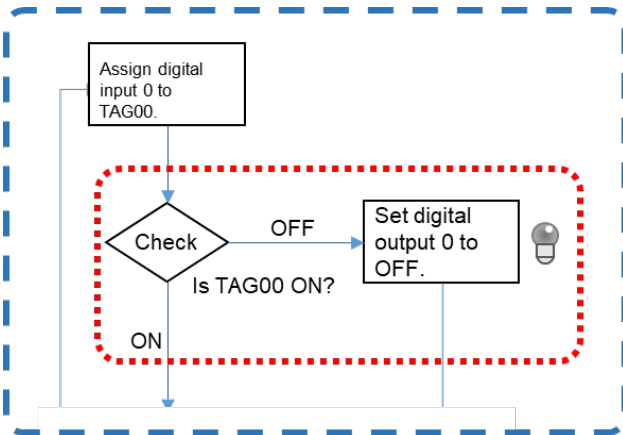 Assign digital
input 0 to
TAG00.
Check
OFF
Set digital
output 0 to
OFF.
Is TAG00 ON?
ON